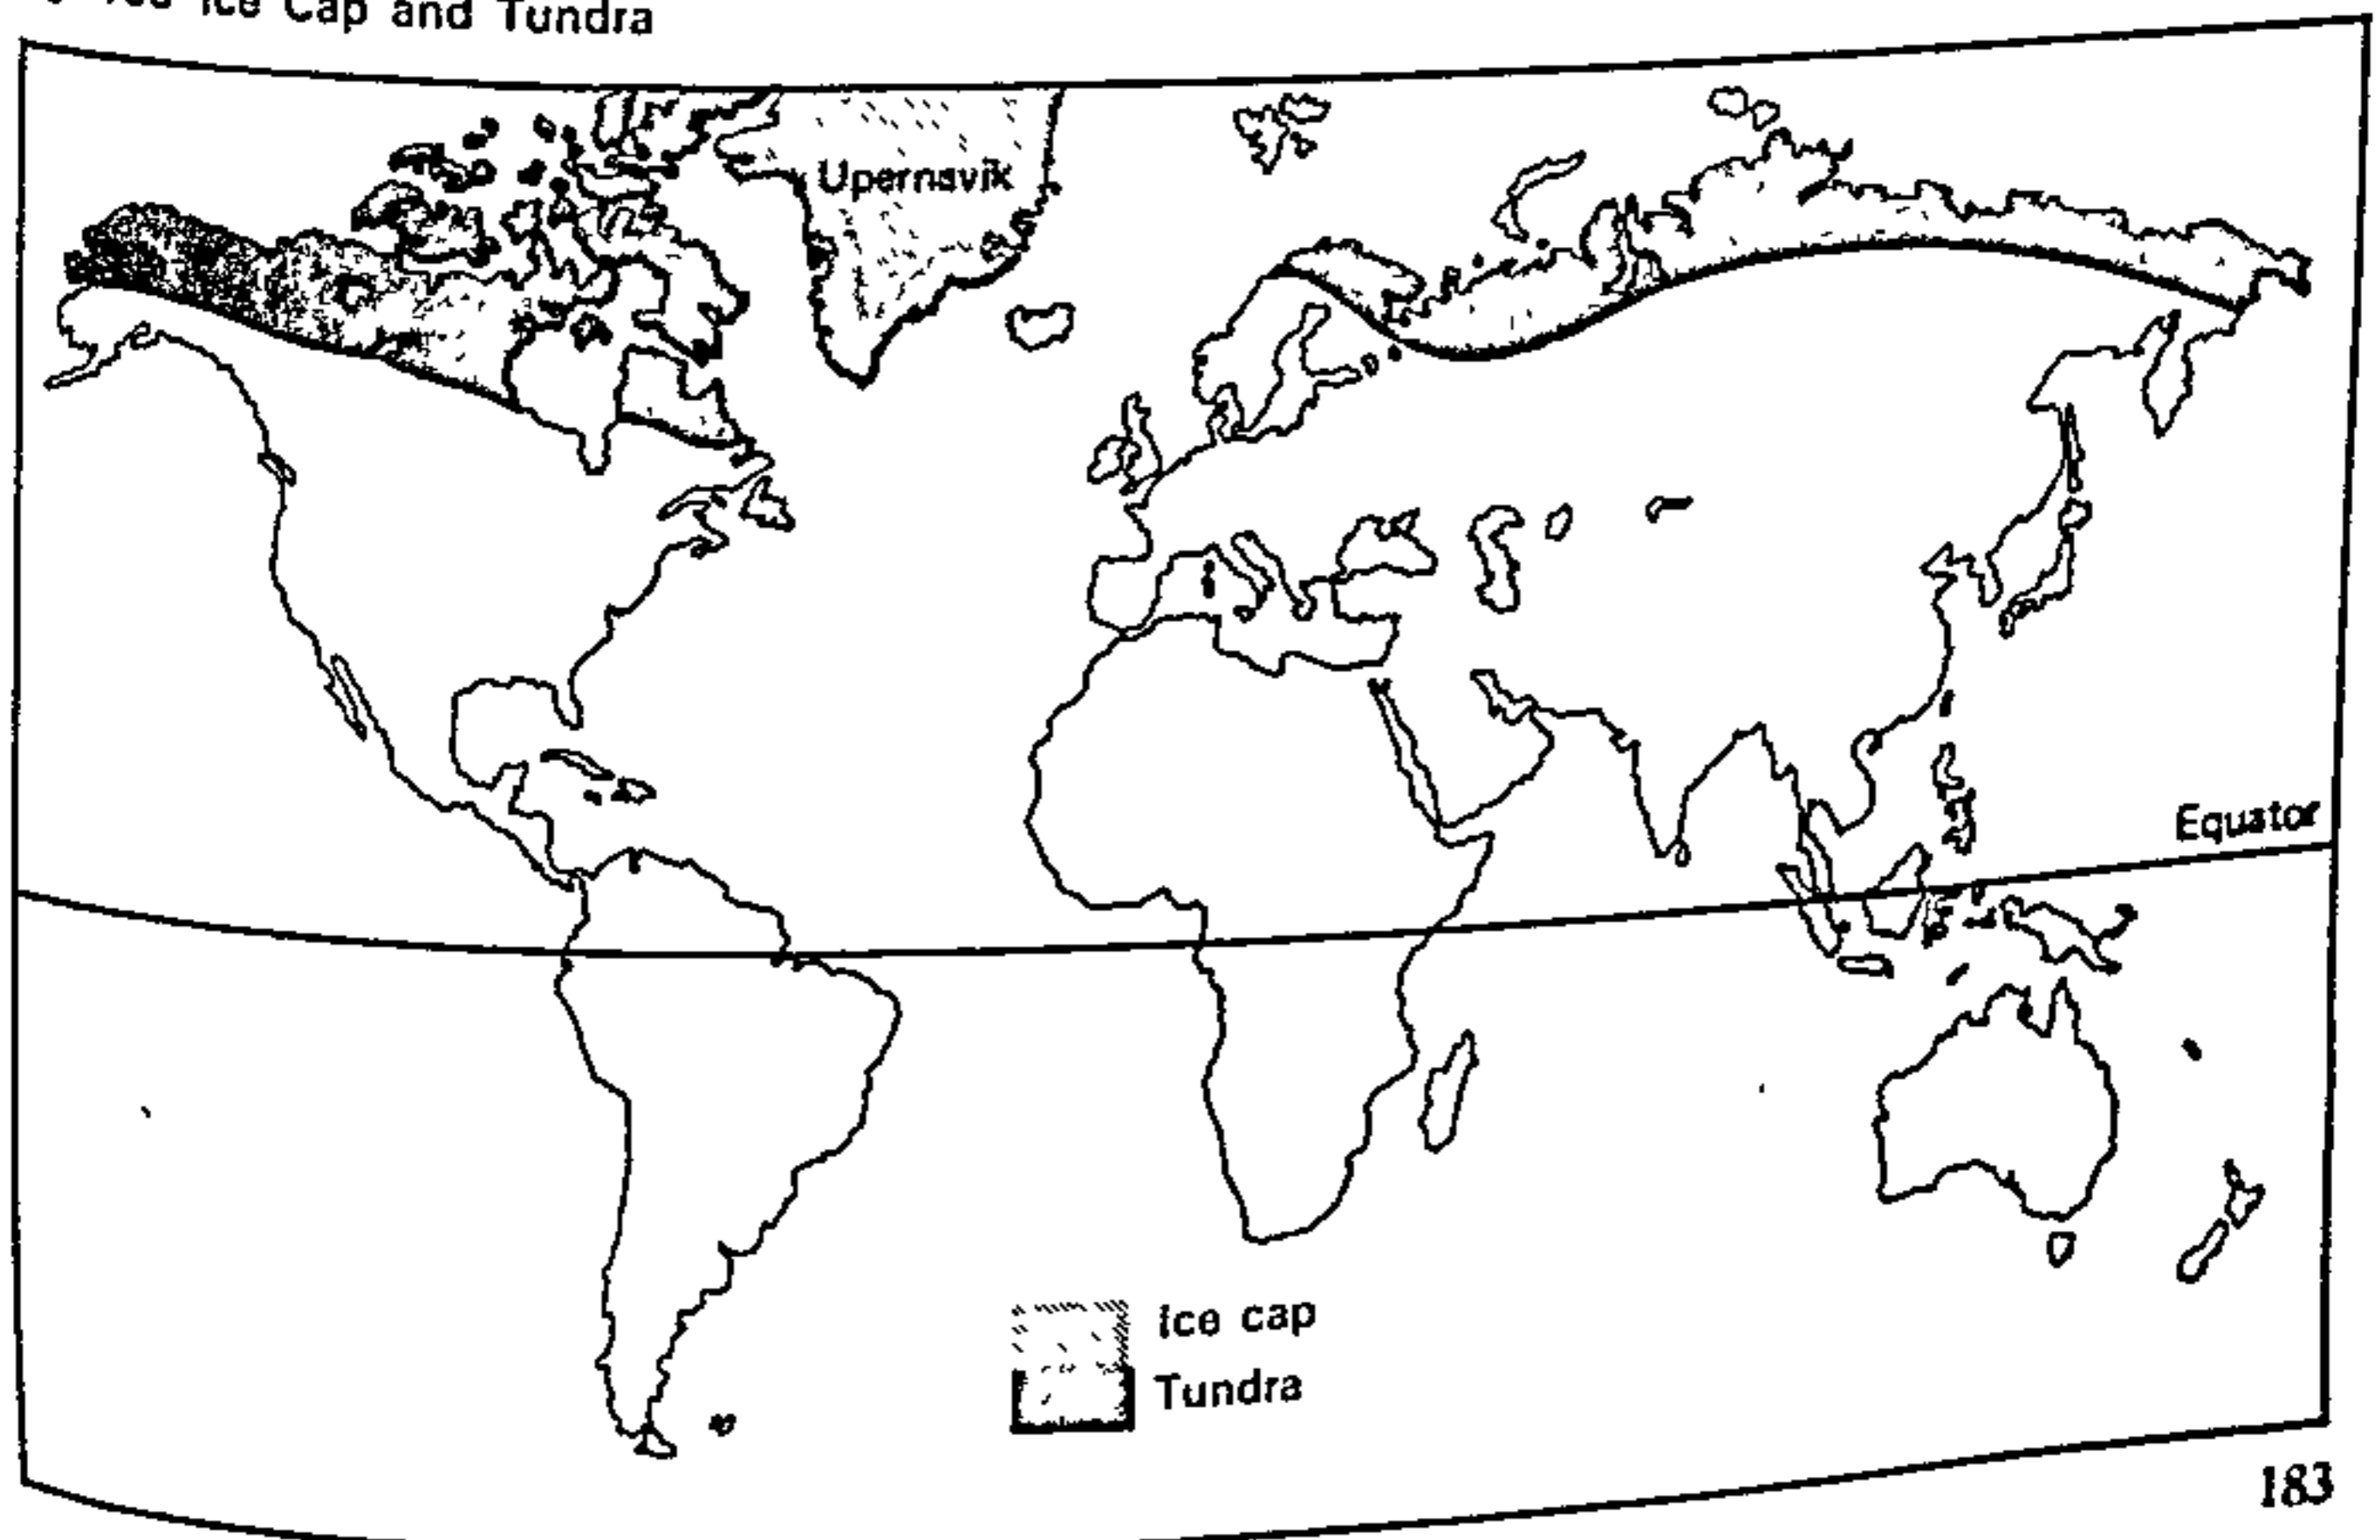 Ice Cap and Tundra
Upernavik
Equator
Ice cap
Tundra
183